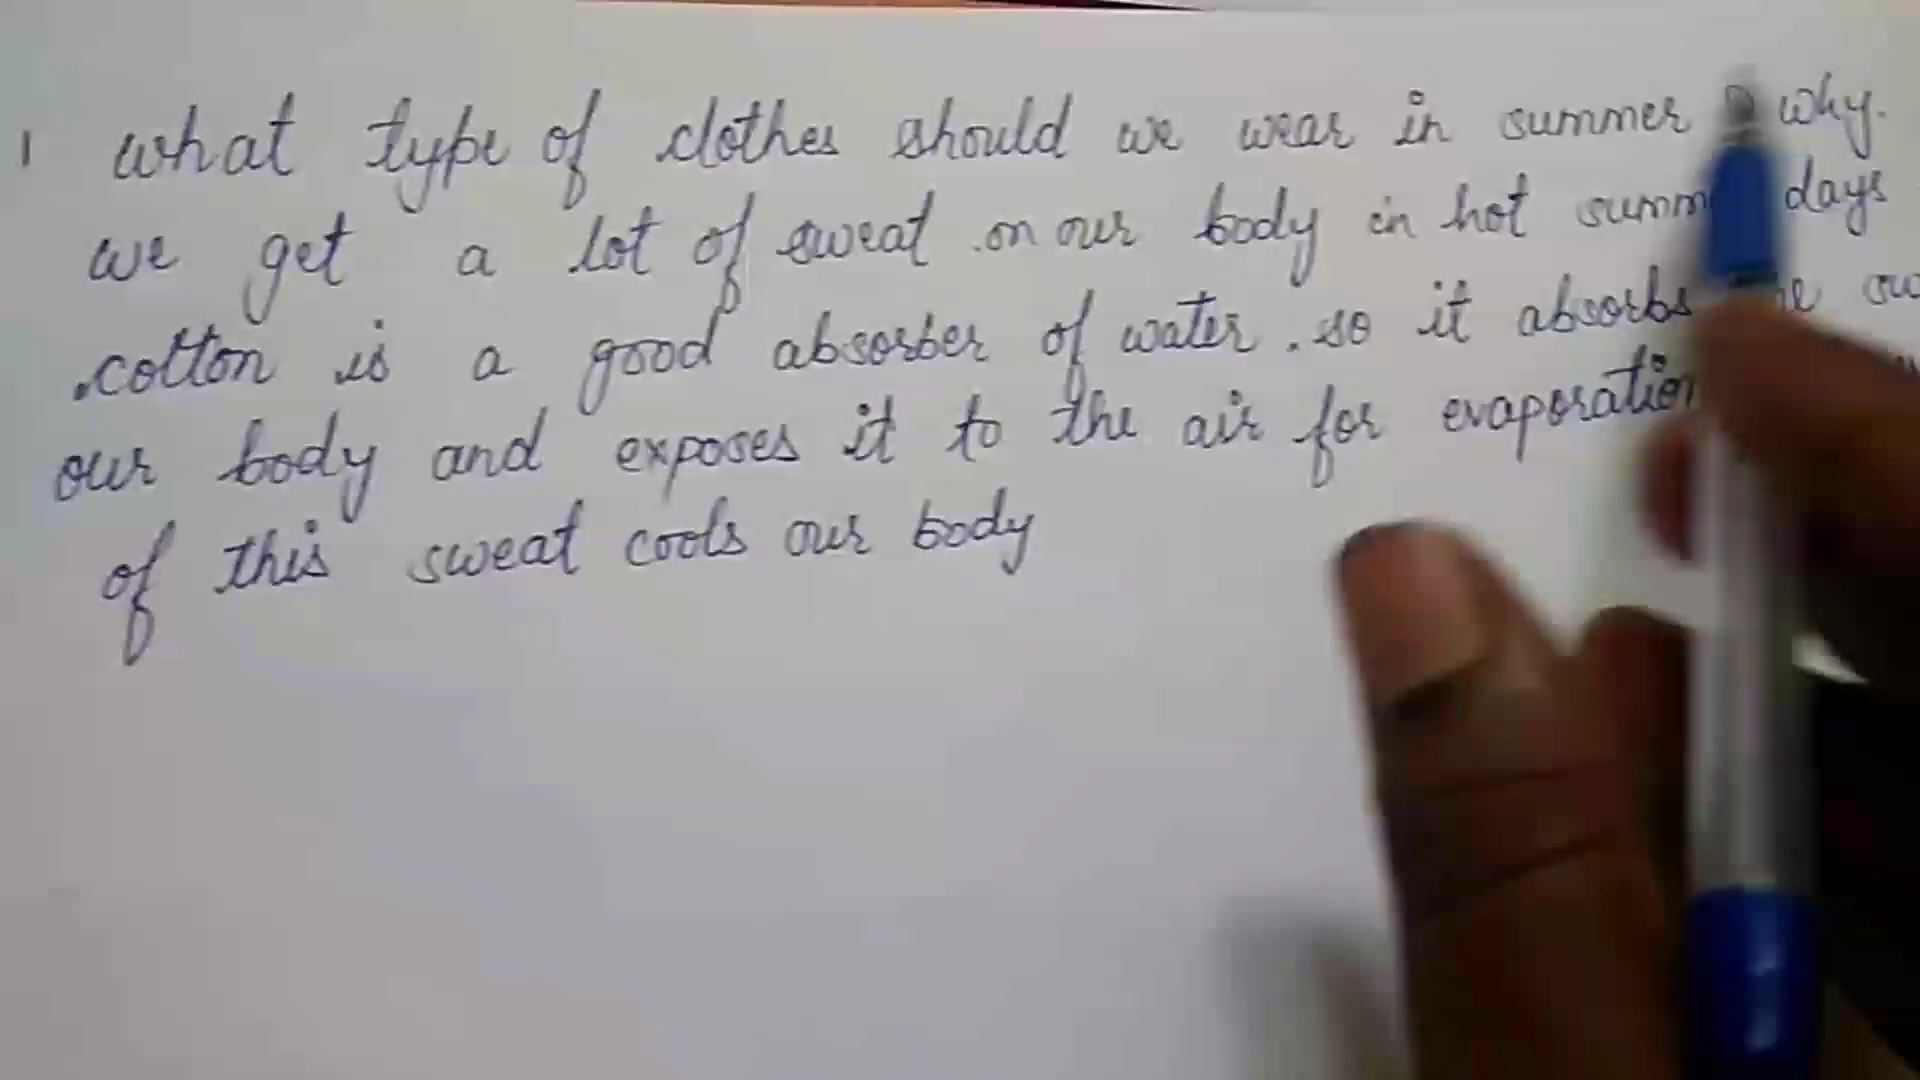 1 what type of clothes should we wear in summer ? why.
we get a lot of sweat on our body in hot days
.cotton is a good absorber of water. so it absorbs
our body and exposes it to the air for evaporation
of this sweat cools our body